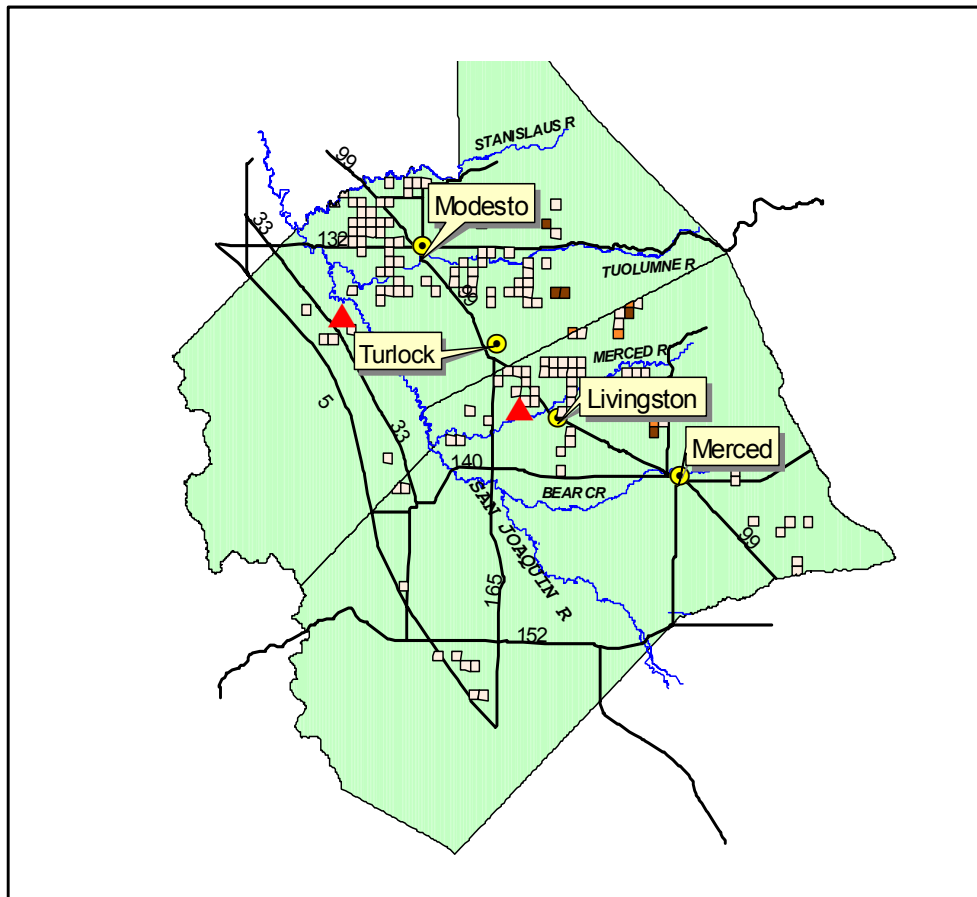 STANISLAUS R
99
Modesto
33
132
TUOLUMNE R
99
Turlock
MERCED R
5
Livingston
33
140
Merced
BEAR CR
SAN JOAQUIN R
99
165
152